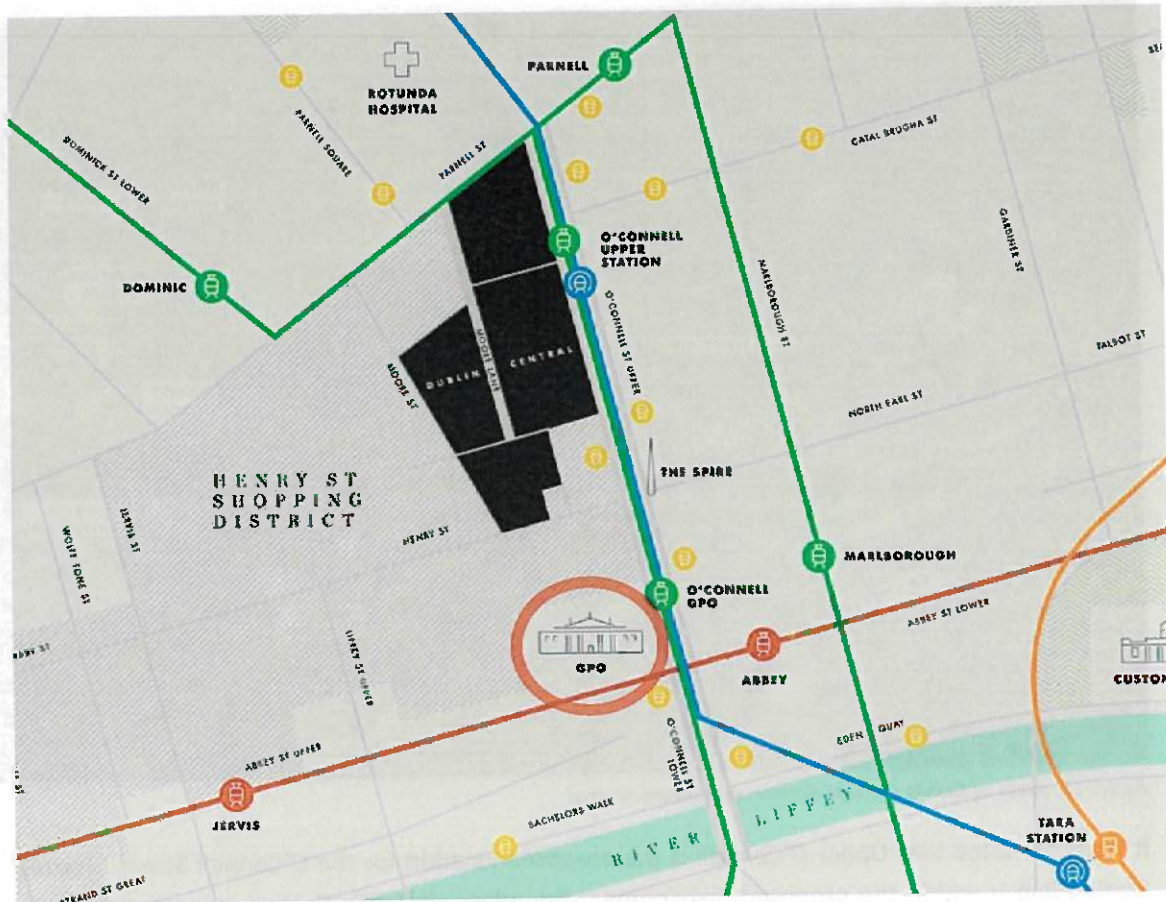 PARNELL
ROTUNDA
HOSPITAL
PARNELL SQUARE
PARNELL ST
CATAL BRUGHA ST
DOMINICK ST LOWER
GARDINER ST
O'CONNELL
UPPER
STATION
DOMINIC
MARLBOROUGH ST
O'CONNELL ST UPPER
TALBOT ST
MOORE ST
DUBLIN
MOORE LANE
CENTRAL
NORTH EARL ST
THE SPIRE
HENRY ST
SHOPPING
DISTRICT
JERVIS ST
WOLFE TONE ST
HENRY ST
MARLBOROUGH
O'CONNELL
GPO
ABBEY ST LOWER
GPO
ABBEY
LIFFEY ST UPPER
CUSTOM
O'CONNELL ST
LOWER
EDEN QUAY
ABBEY ST UPPER
JERVIS
BACHELORS WALK
RIVER LIFFEY
TARA
STATION
STRAND ST GREAT